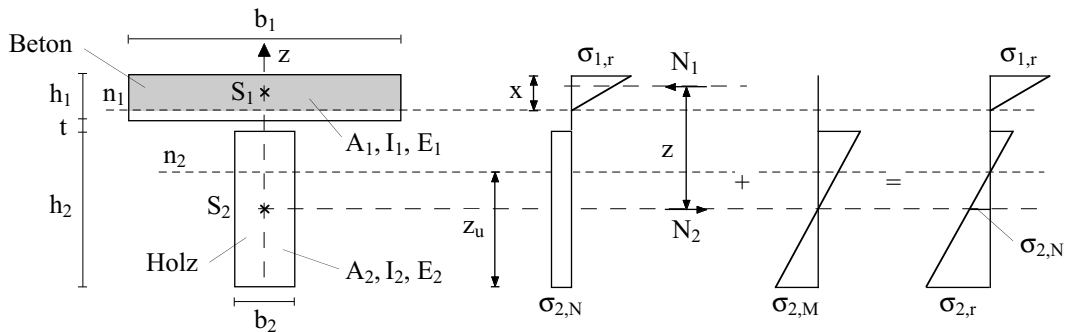 b1
Beton
z
σ1,r
N1
σ1,r
h1
n1
S1
x
t
A1, I1, E1
n2
z
+
=
h2
S2
zu
N2
σ2,N
Holz
A2, I2, E2
b2
σ2,N
σ2,M
σ2,r